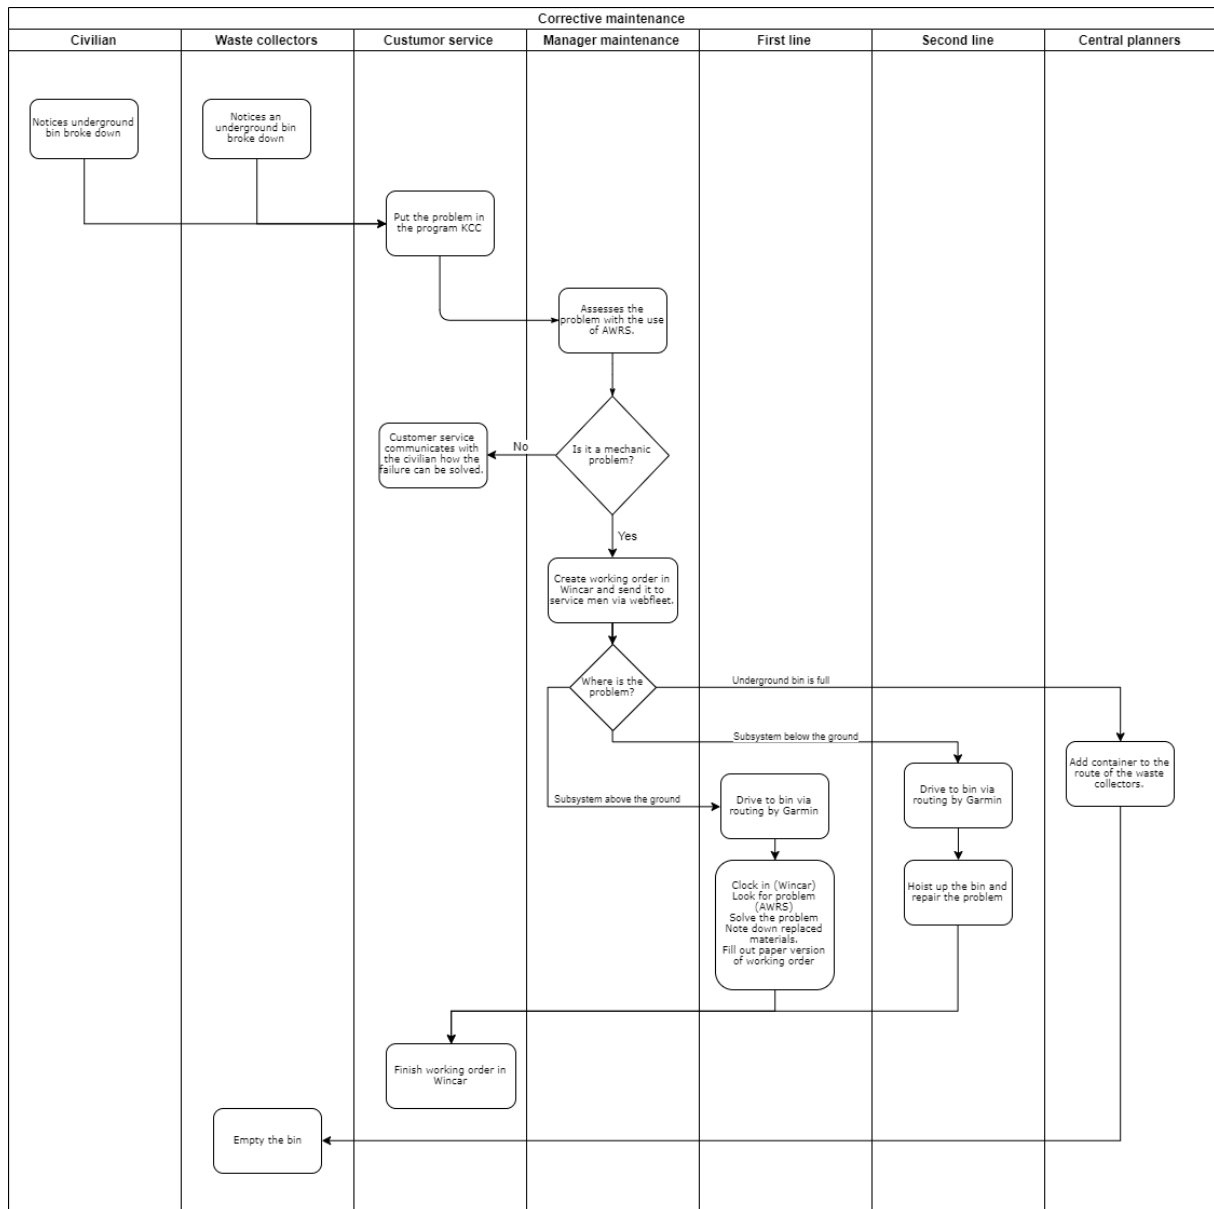 Corrective maintenance
Civilian
Waste collectors
Custumor service
Manager maintenance
First line
Second line
Central planners
Notices underground
bin broke down
Notices an
underground bin
broke down
Put the problem in
the program KCC
Assesses the
problem with the use
of AWRS.
Is it a mechanic
problem?
No
Customer service
communicates with
the civilian how the
failure can be solved.
Yes
Create working order in
Wincar and send it to
service men via webfleet.
Where is the
problem?
Underground bin is full
Subsystem below the ground
Subsystem above the ground
Add container to the
route of the waste
collectors.
Drive to bin via
routing by Garmin
Drive to bin via
routing by Garmin
Clock in (Wincar)
Look for problem
(AWRS)
Solve the problem
Note down replaced
materials.
Fill out paper version
of working order
Hoist up the bin and
repair the problem
Finish working order in
Wincar
Empty the bin